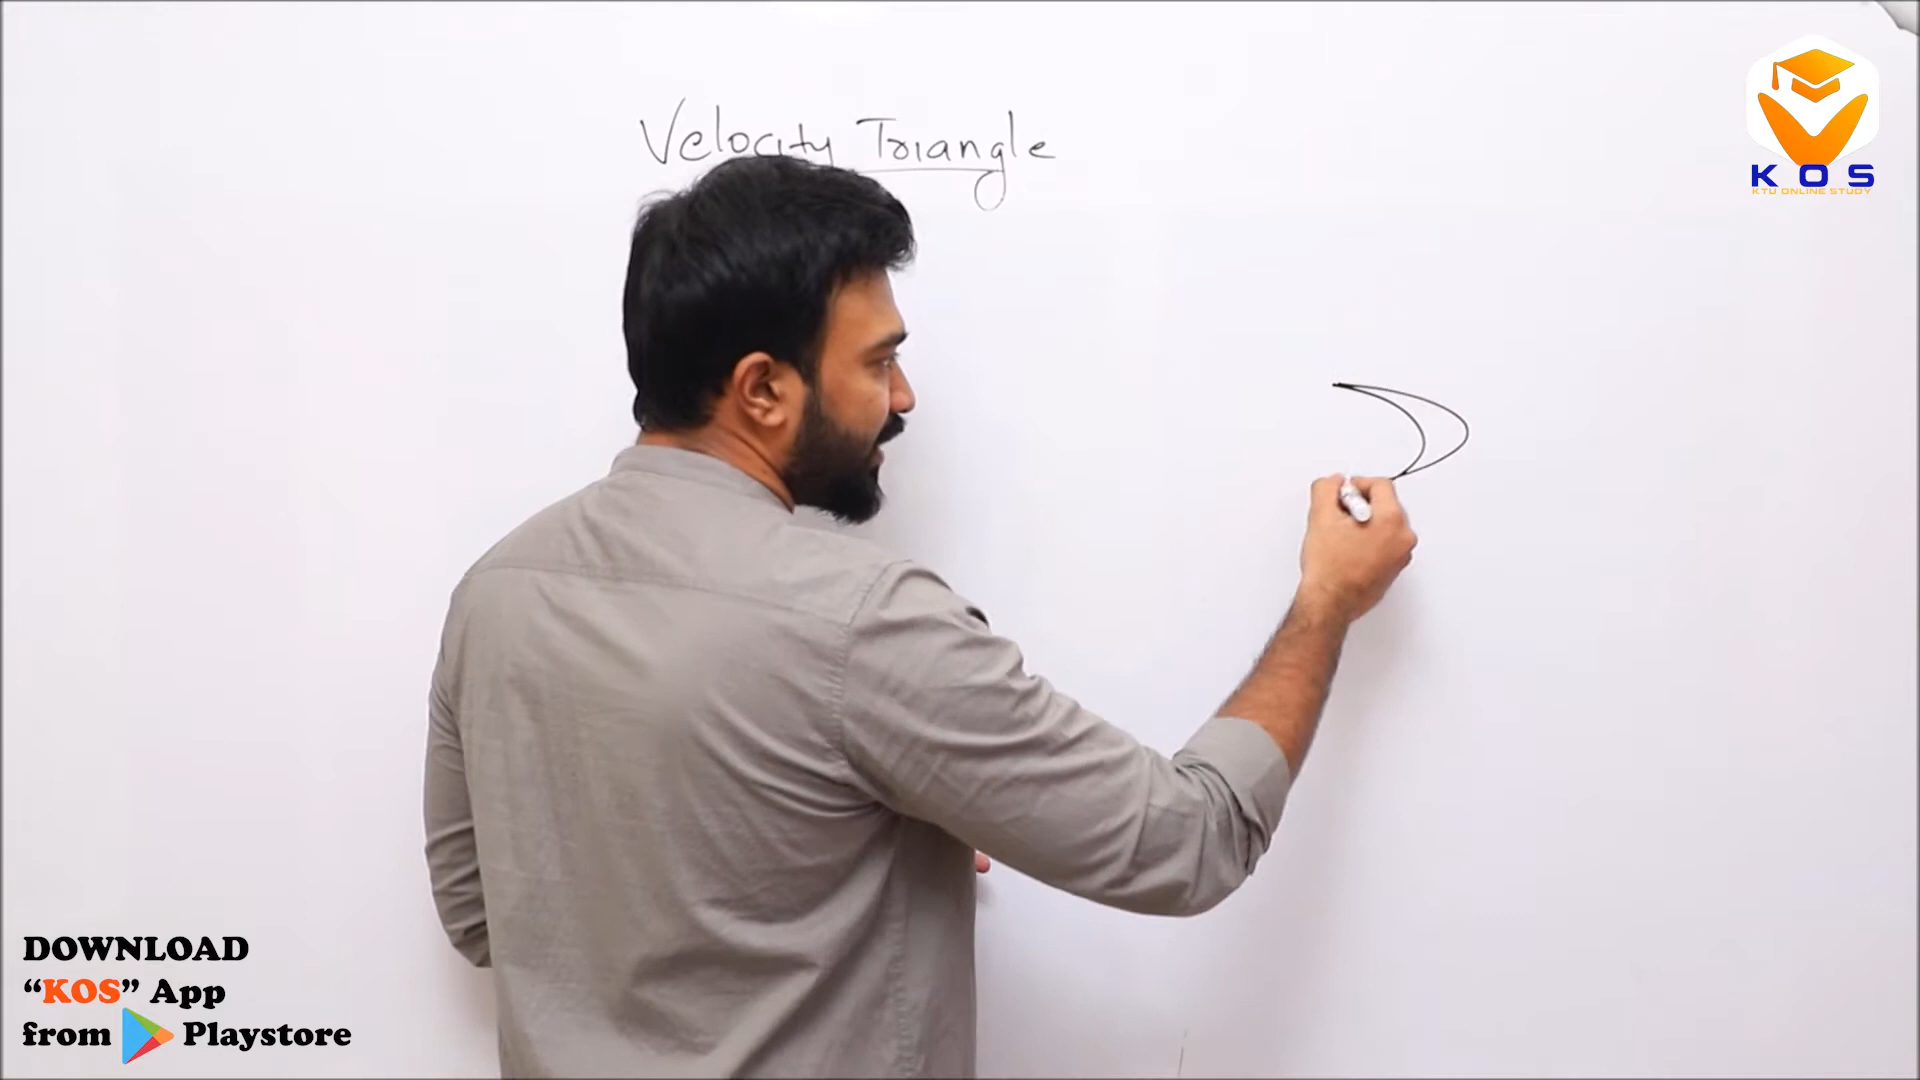 Velocity Triangle
KOS
KTU ONLINE STUDY
DOWNLOAD
“KOS” App
from Playstore